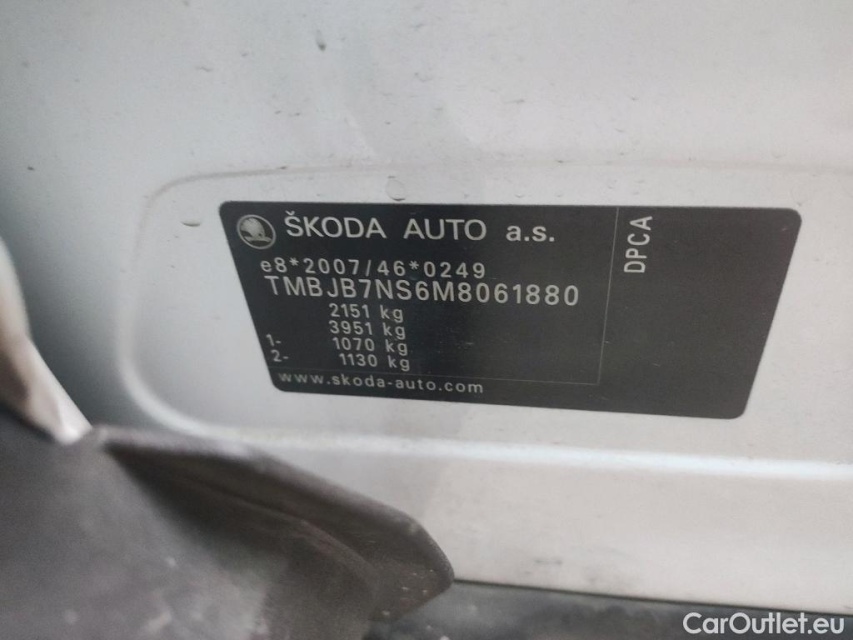 ŠKODA AUTO a.s.
e8*2007/46*0249
TMBJB7NS6M8061880
2151 kg
3951 kg
1- 1070 kg
2- 1130 kg
www.skoda-auto.com
DPCA
CarOutlet.eu